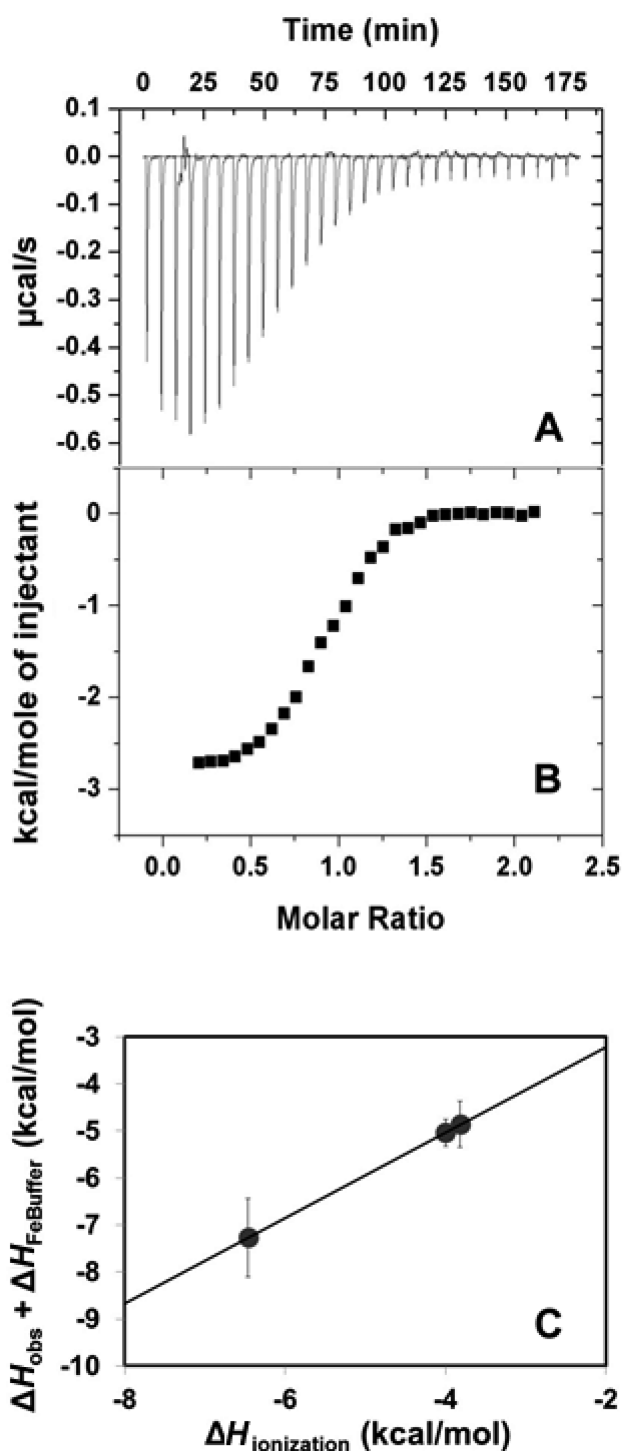 Time (min)
0 25 50 75 100 125 150 175
0.1
0.0
-0.1
-0.2
-0.3
-0.4
-0.5
-0.6
µcal/s
A
0
-1
-2
-3
kcal/mole of injectant
B
0.0 0.5 1.0 1.5 2.0 2.5
Molar Ratio
-3
-4
-5
-6
-7
-8
-9
-10
ΔHobs + ΔHFeBuffer (kcal/mol)
C
-8 -6 -4 -2
ΔHionization (kcal/mol)